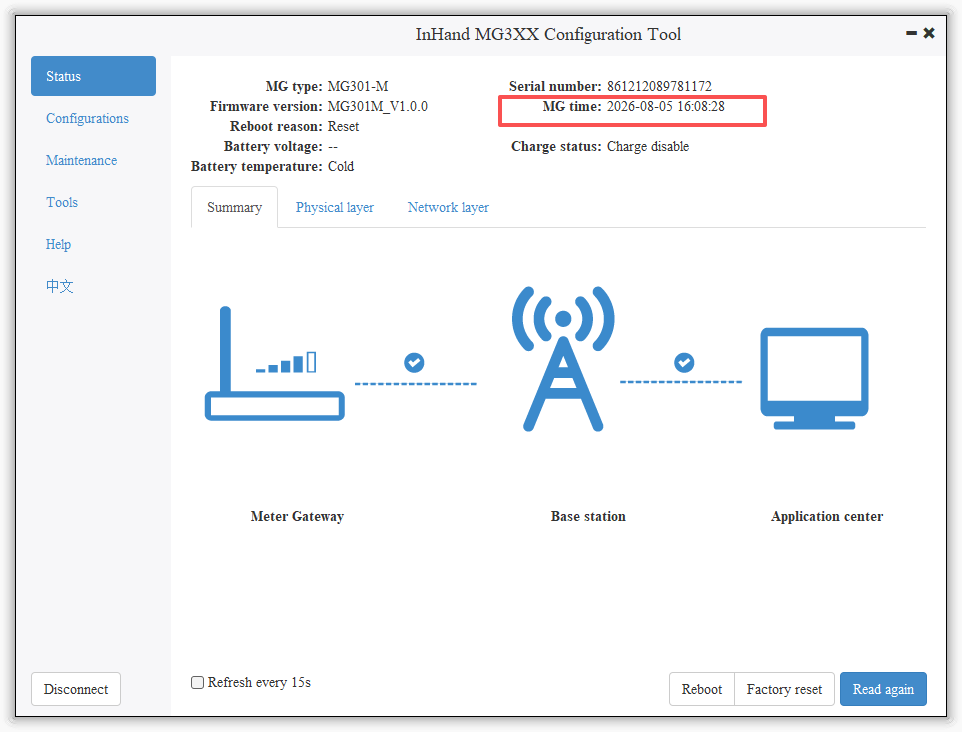 InHand MG3XX Configuration Tool
Status
Configurations
Maintenance
Tools
Help
中文
MG type: MG301-M
Serial number: 861212089781172
Firmware version: MG301M_V1.0.0
MG time: 2026-08-05 16:08:28
Reboot reason: Reset
Battery voltage: --
Charge status: Charge disable
Battery temperature: Cold
Summary
Physical layer
Network layer
Meter Gateway
Base station
Application center
Disconnect
Refresh every 15s
Reboot
Factory reset
Read again